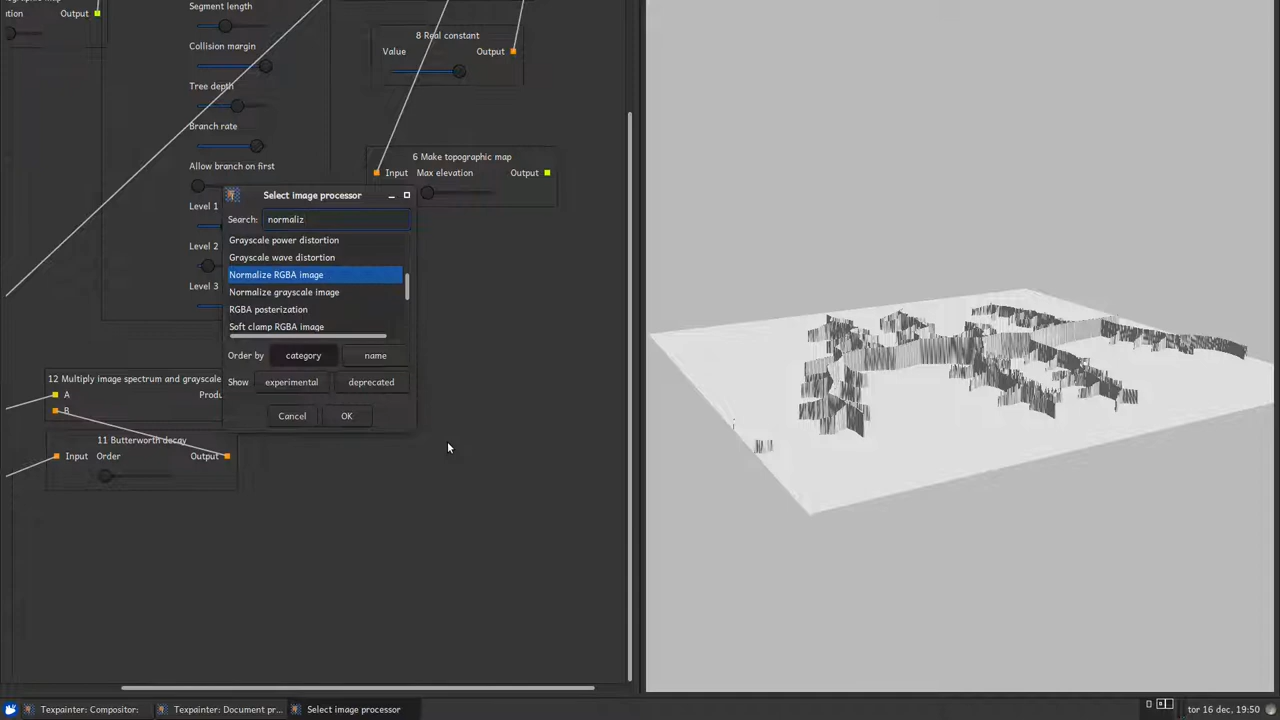 Segment length
ographic map
ntion
Output
Collision margin
8 Real constant
Value
Output
Tree depth
Branch rate
6 Make topographic map
Input Max elevation Output
Allow branch on first
Select image processor
Level 1
Search: normaliz
Grayscale power distortion
Level 2
Grayscale wave distortion
Normalize RGBA image
Level 3
Normalize grayscale image
RGBA posterization
Soft clamp RGBA image
Order by category name
12 Multiply image spectrum and grayscale
Show experimental deprecated
A
Produ
B
Cancel OK
11 Butterworth decay
Input Order Output
Texpainter: Compositor:
Texpainter: Document pr...
Select image processor
tor 16 dec, 19:50